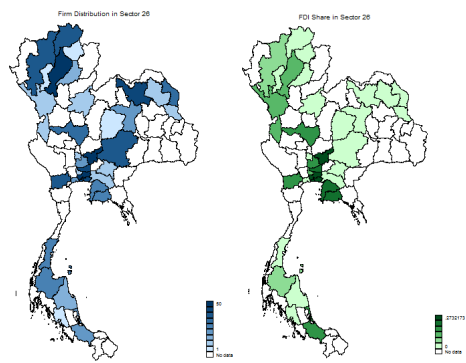 Firm Distribution in Sector 26
FDI Share in Sector 26
50
1
No data
.2732173
0
No data